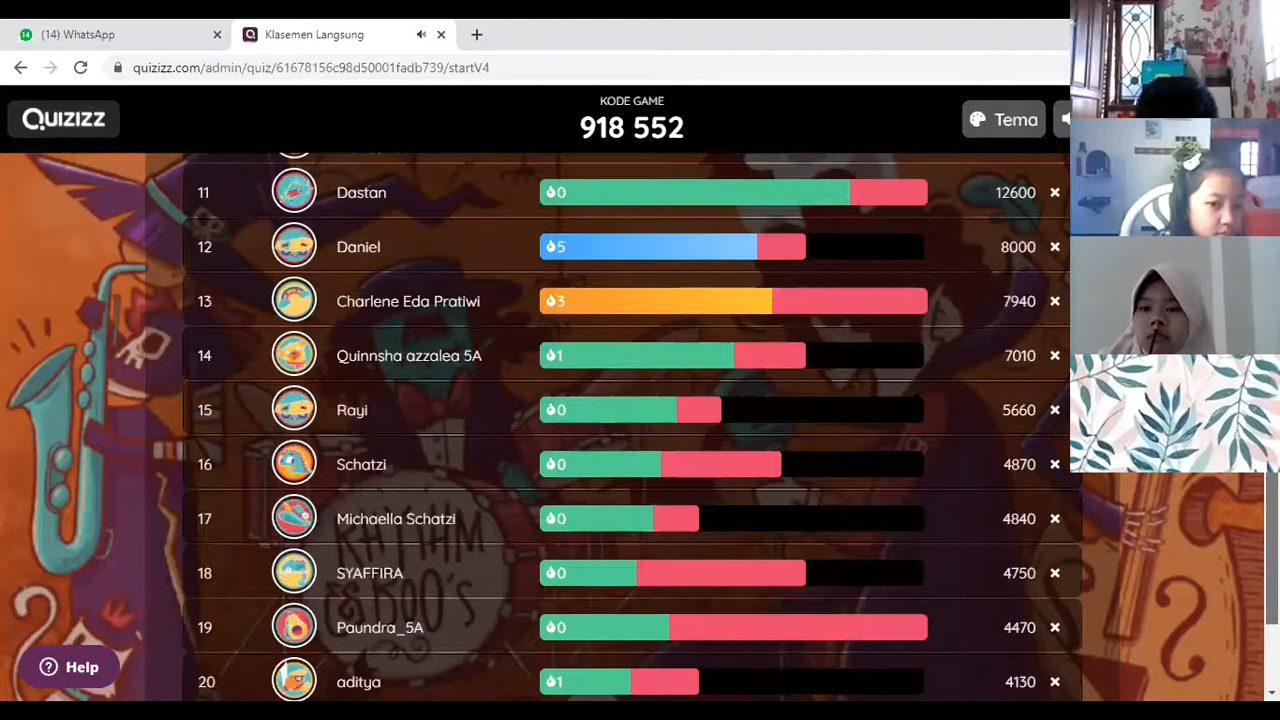 14 (14) WhatsApp
Klasemen Langsung
quizizz.com/admin/quiz/61678156c98d50001fadb739/startV4
QUIZIZZ
KODE GAME
918 552
Tema
11 Dastan 0 12600
12 Daniel 5 8000
13 Charlene Eda Pratiwi 3 7940
14 Quinnsha azzalea 5A 1 7010
15 Rayi 0 5660
16 Schatzi 0 4870
17 Michaella Schatzi 0 4840
18 SYAFFIRA 0 4750
19 Paundra_5A 0 4470
20 aditya 1 4130
Help